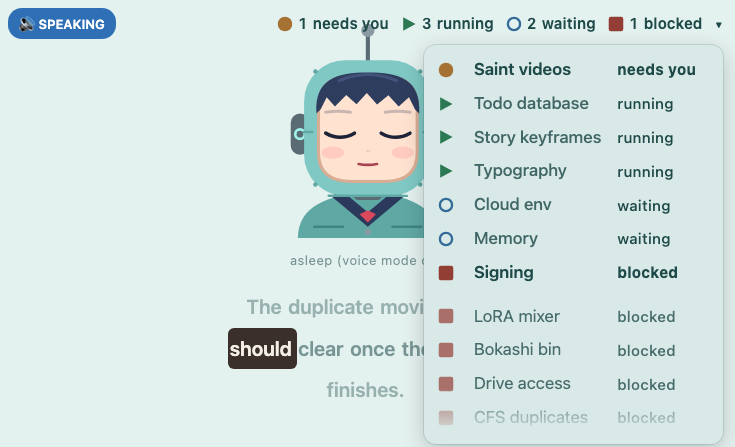 SPEAKING
1 needs you 3 running 2 waiting 1 blocked
Saint videos needs you
Todo database running
Story keyframes running
Typography running
Cloud env waiting
Memory waiting
Signing blocked
LoRA mixer blocked
Bokashi bin blocked
Drive access blocked
CFS duplicates blocked
asleep (voice mode
The duplicate
should clear once
finishes.